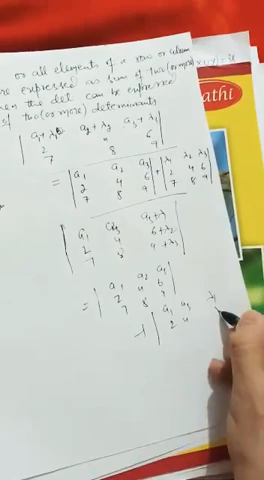 or all elements of a row or column
are expressed as sum of two (or more)
then the det can be expressed
of two (or more) determinants
| a₁+λ₁ a₂+λ₂ a₃+λ₃ |
2 4 6
7 8 9
= | a₁ a₂ a₃ | + | λ₁ λ₂ λ₃ |
2 4 6 2 4 6
7 8 9 7 8 9
| a₁ a₂ a₃+λ₁ |
2 4 6+λ₂
7 8 9+λ₃
= | a₁ a₂ a₃ |
2 4 6
7 8 9
+ | a₁ a₂ λ₁
2 4
athi